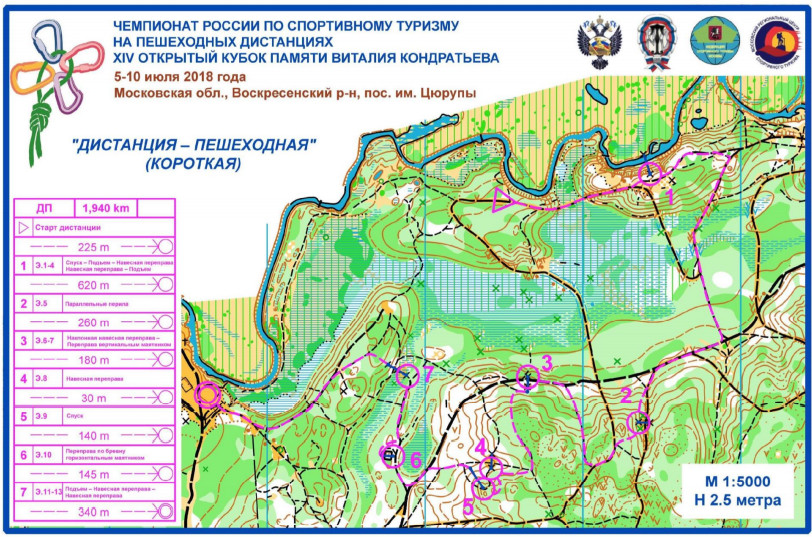 ЧЕМПИОНАТ РОССИИ ПО СПОРТИВНОМУ ТУРИЗМУ
НА ПЕШЕХОДНЫХ ДИСТАНЦИЯХ
XIV ОТКРЫТЫЙ КУБОК ПАМЯТИ ВИТАЛИЯ КОНДРАТЬЕВА
5-10 июля 2018 года
Московская обл., Воскресенский р-н, пос. им. Цюрупы
"ДИСТАНЦИЯ – ПЕШЕХОДНАЯ"
(КОРОТКАЯ)
ДП 1,940 km
Старт дистанции
225 m
1 Э.1-4 Спуск – Подъем – Навесная переправа
Навесная переправа – Подъем
620 m
2 Э.5 Параллельные перила
260 m
3 Э.6-7 навесная переправа –
Переправа вертикальным маятником
180 m
4 Э.8 Навесная переправа
30 m
5 Э.9 Спуск
140 m
6 Э.10 Переправа по бревну
горизонтальным маятником
145 m
7 Э.11-13 Подъем – Навесная переправа –
Навесная переправа
340 m
1
2
3
4
5
6
7
М 1:5000
Н 2.5 метра